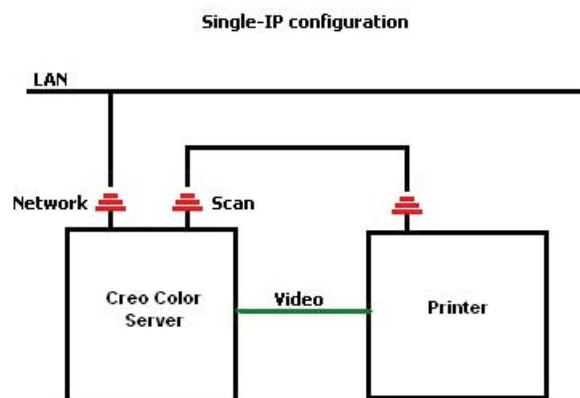 Single-IP configuration
LAN
Network
Scan
Creo Color
Server
Video
Printer